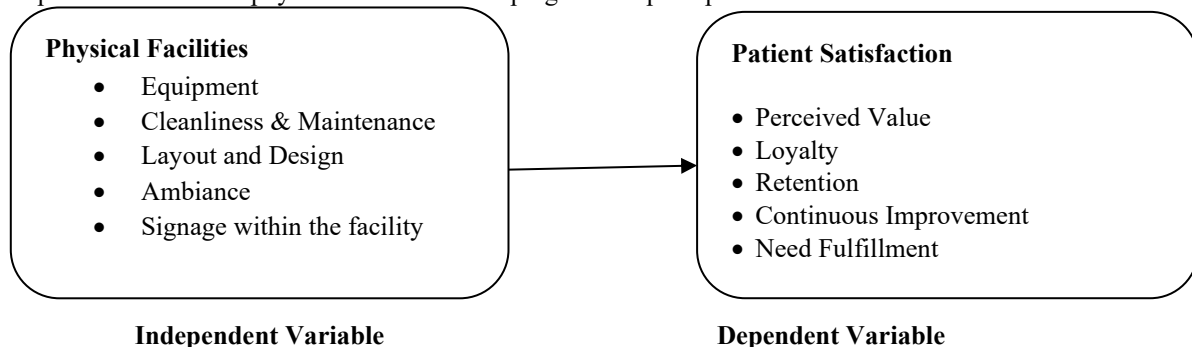 Physical Facilities
• Equipment
• Cleanliness & Maintenance
• Layout and Design
• Ambiance
• Signage within the facility
Patient Satisfaction
• Perceived Value
• Loyalty
• Retention
• Continuous Improvement
• Need Fulfillment
Independent Variable
Dependent Variable